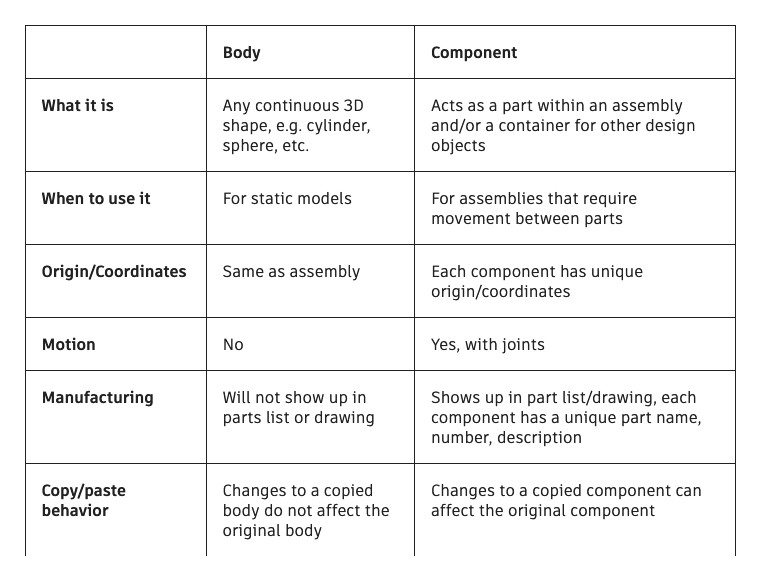 Body
Component
What it is
Any continuous 3D
shape, e.g. cylinder,
sphere, etc.
Acts as a part within an assembly
and/or a container for other design
objects
When to use it
For static models
For assemblies that require
movement between parts
Origin/Coordinates
Same as assembly
Each component has unique
origin/coordinates
Motion
No
Yes, with joints
Manufacturing
Will not show up in
parts list or drawing
Shows up in part list/drawing, each
component has a unique part name,
number, description
Copy/paste
behavior
Changes to a copied
body do not affect the
original body
Changes to a copied component can
affect the original component